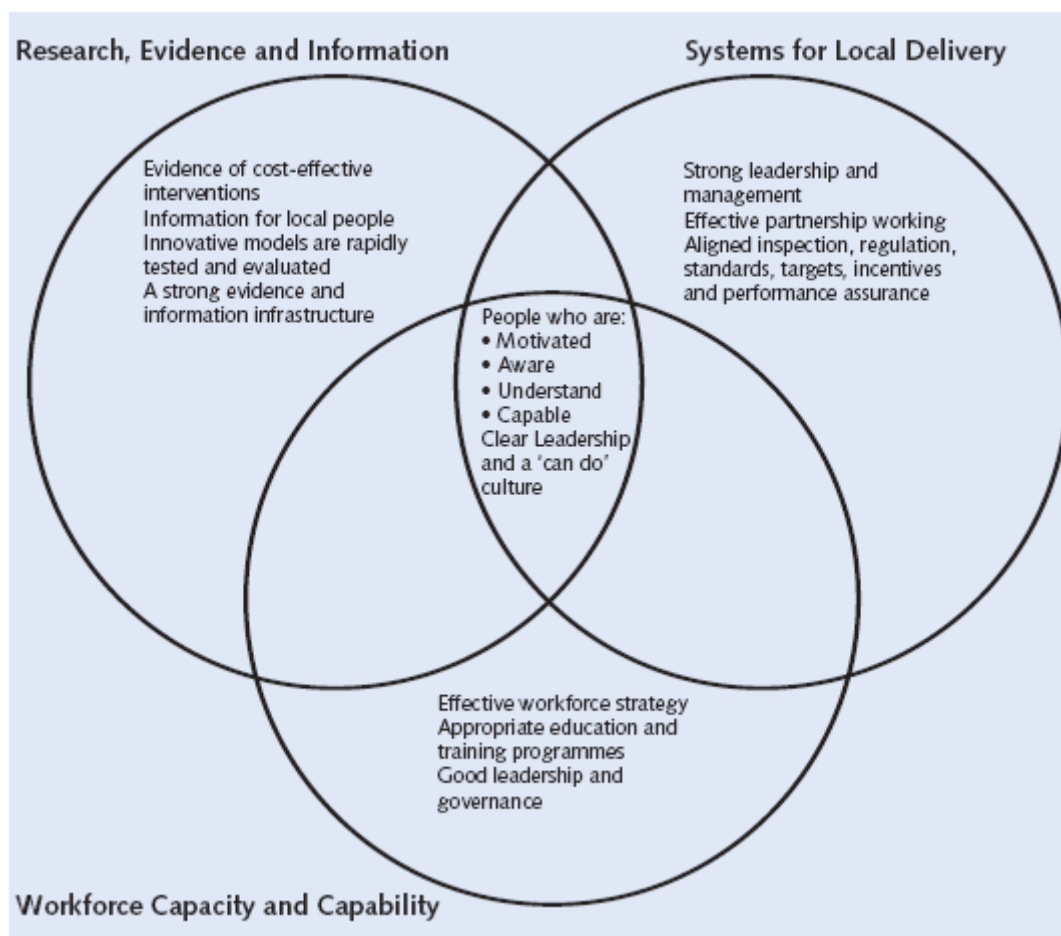 Research, Evidence and Information
Systems for Local Delivery
Evidence of cost-effective
interventions
Information for local people
Innovative models are rapidly
tested and evaluated
A strong evidence and
information infrastructure
Strong leadership and
management
Effective partnership working
Aligned inspection, regulation,
standards, targets, incentives
and performance assurance
People who are:
• Motivated
• Aware
• Understand
• Capable
Clear Leadership
and a ‘can do’
culture
Effective workforce strategy
Appropriate education and
training programmes
Good leadership and
governance
Workforce Capacity and Capability